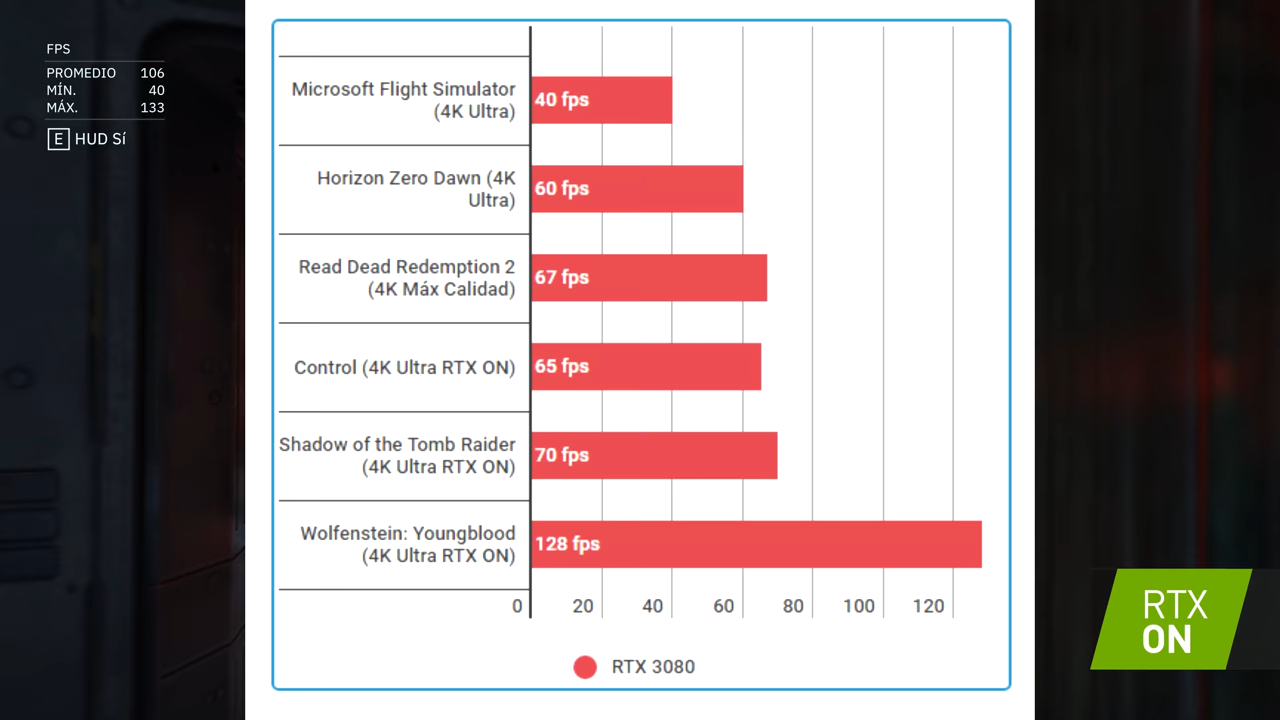 FPS
PROMEDIO 106
MÍN. 40
MÁX. 133
E HUD Sí
Microsoft Flight Simulator
(4K Ultra)
40 fps
Horizon Zero Dawn (4K
Ultra)
60 fps
Read Dead Redemption 2
(4K Máx Calidad)
67 fps
Control (4K Ultra RTX ON)
65 fps
Shadow of the Tomb Raider
(4K Ultra RTX ON)
70 fps
Wolfenstein: Youngblood
(4K Ultra RTX ON)
128 fps
0 20 40 60 80 100 120
RTX 3080
RTX
ON